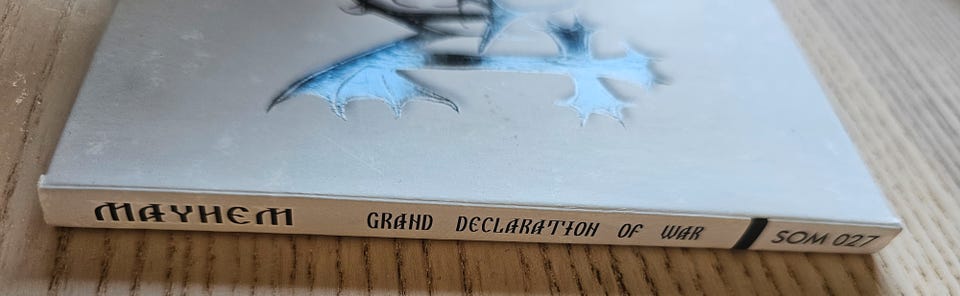 MAYHEM GRAND DECLARATION OF WAR SOM 027